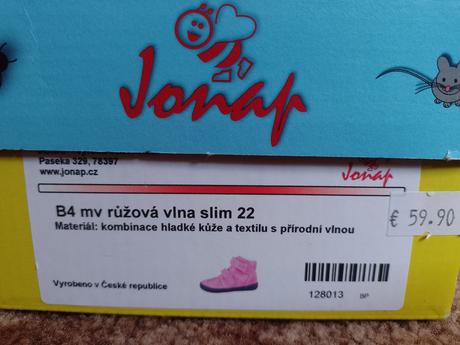 Jonap
Paseka 329, 78397
www.jonap.cz
Jonap
B4 mv růžová vlna slim 22
Materiál: kombinace hladké kůže a textilu s přírodní vlnou
€ 59.90
Vyrobeno v České republice
128013 BP